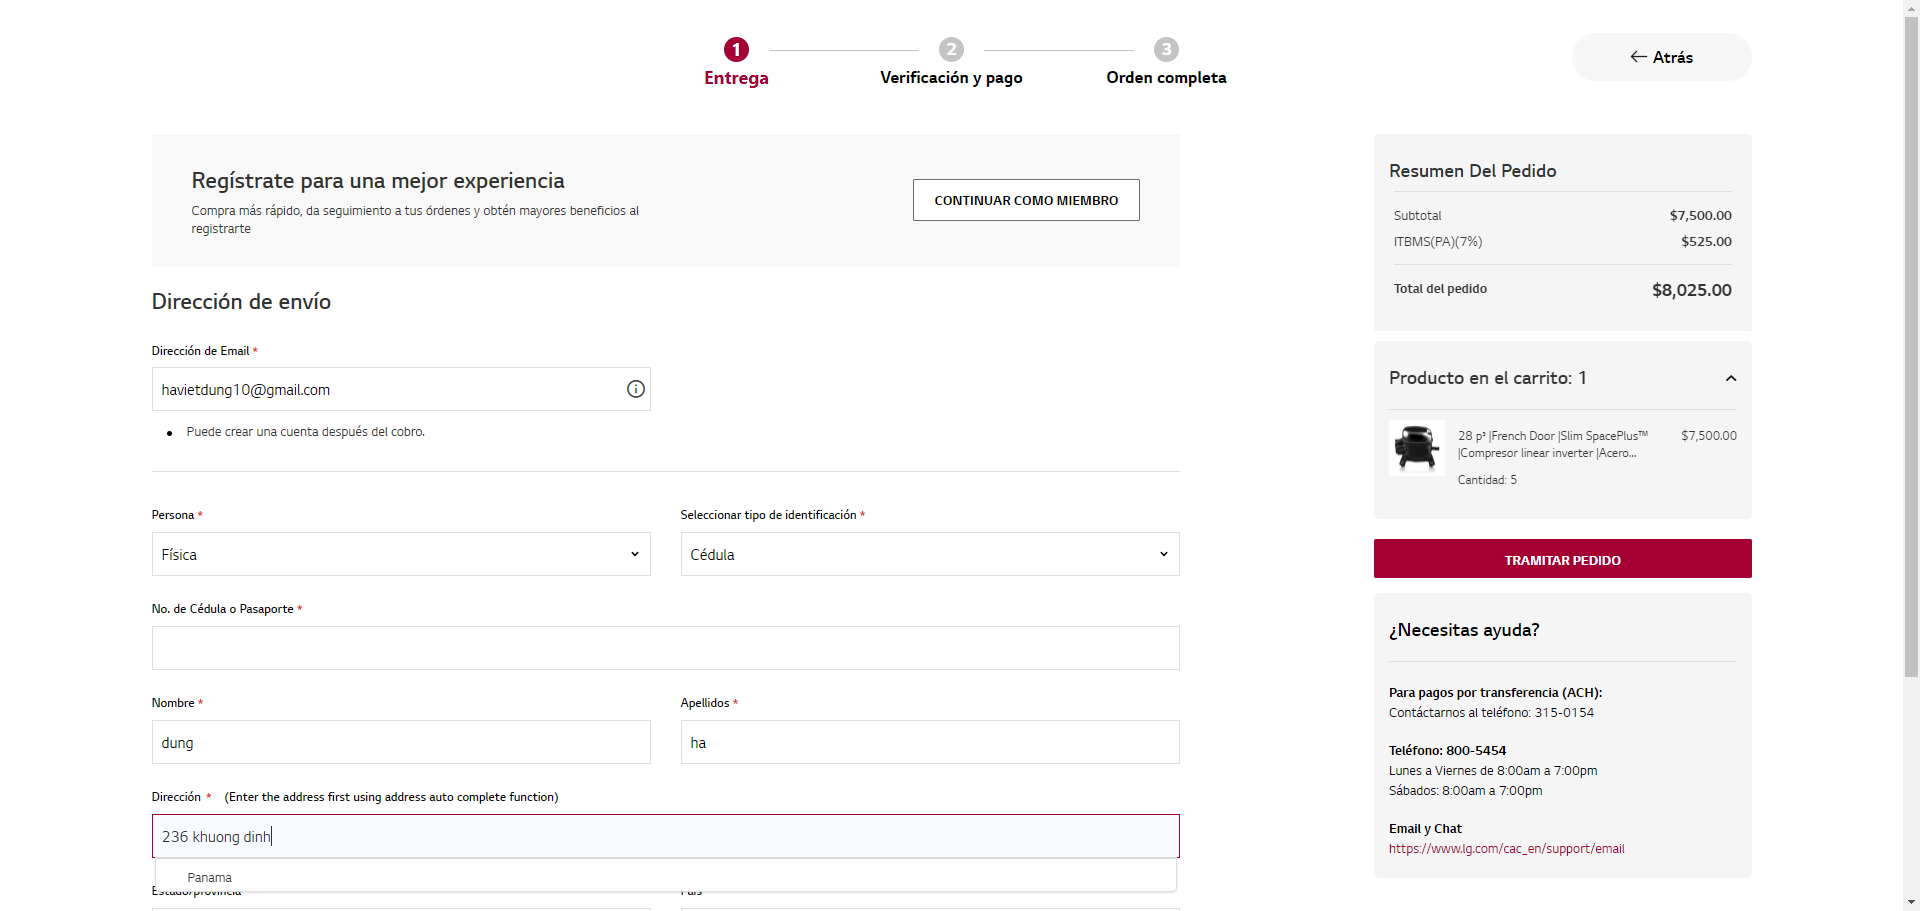 1
2
3
Entrega
Verificación y pago
Orden completa
Atrás
Regístrate para una mejor experiencia
Compra más rápido, da seguimiento a tus órdenes y obtén mayores beneficios al
registrarte
CONTINUAR COMO MIEMBRO
Dirección de envío
Dirección de Email *
havietdung10@gmail.com
Puede crear una cuenta después del cobro.
Persona *
Seleccionar tipo de identificación *
Física
Cédula
No. de Cédula o Pasaporte *
Nombre *
Apellidos *
dung
ha
Dirección * (Enter the address first using address auto complete function)
236 khuong dinh
Panama
Estado/provincia
País
Resumen Del Pedido
Subtotal $7,500.00
ITBMS(PA)(7%) $525.00
Total del pedido $8,025.00
Producto en el carrito: 1
28 p³ |French Door |Slim SpacePlus™ $7,500.00
|Compresor linear inverter |Acero...
Cantidad: 5
TRAMITAR PEDIDO
¿Necesitas ayuda?
Para pagos por transferencia (ACH):
Contáctarnos al teléfono: 315-0154
Teléfono: 800-5454
Lunes a Viernes de 8:00am a 7:00pm
Sábados: 8:00am a 7:00pm
Email y Chat
https://www.lg.com/cac_en/support/email